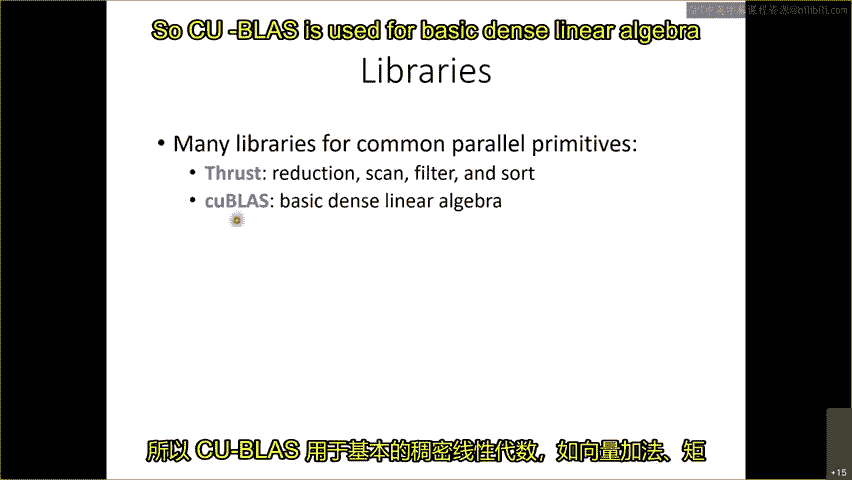 So CU -BLAS is used for basic dense linear algebra
Libraries
• Many libraries for common parallel primitives:
• Thrust: reduction, scan, filter, and sort
• cuBLAS: basic dense linear algebra
所以 CU-BLAS 用于基本的稠密线性代数，如向量加法、矩
+15